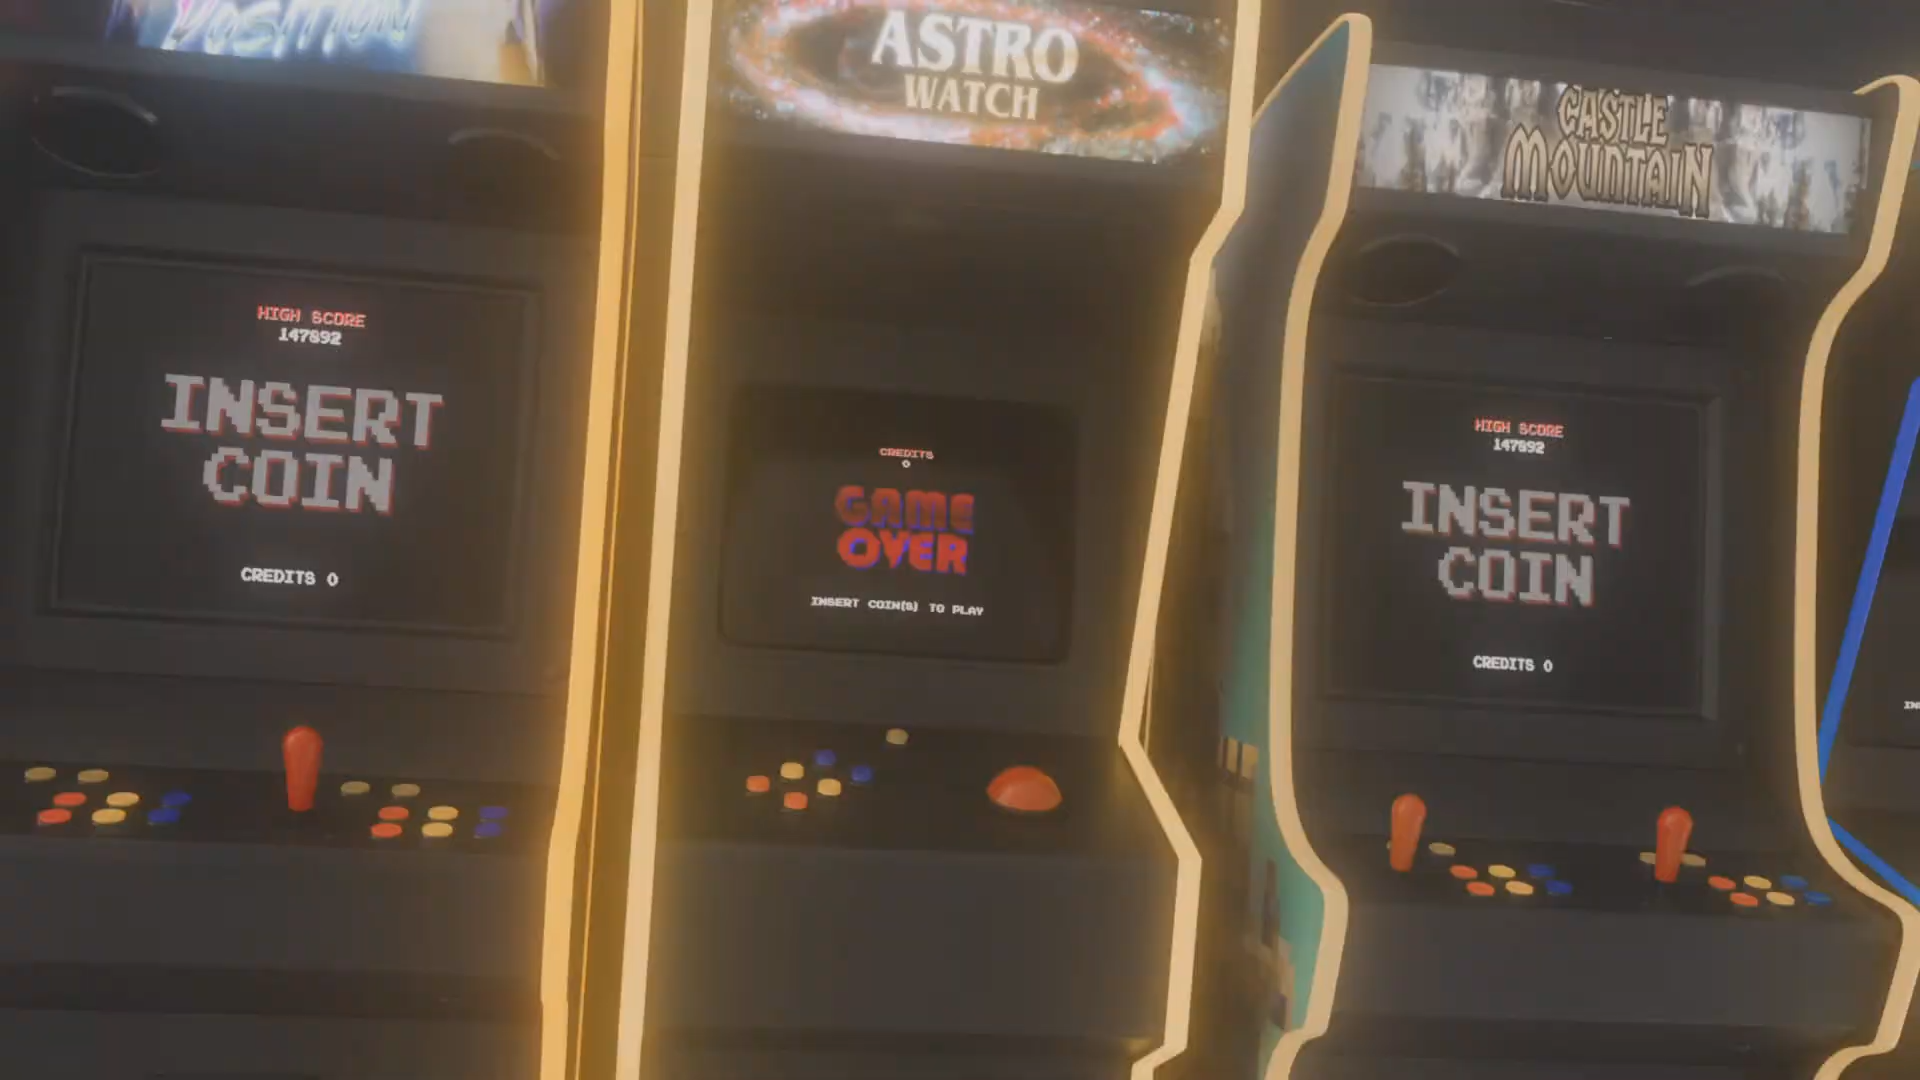 POSITION
HIGH SCORE
147892
INSERT
COIN
CREDITS 0
ASTRO
WATCH
CREDITS
0
GAME
OVER
INSERT COIN(S) TO PLAY
CASTLE
MOUNTAIN
HIGH SCORE
147892
INSERT
COIN
CREDITS 0